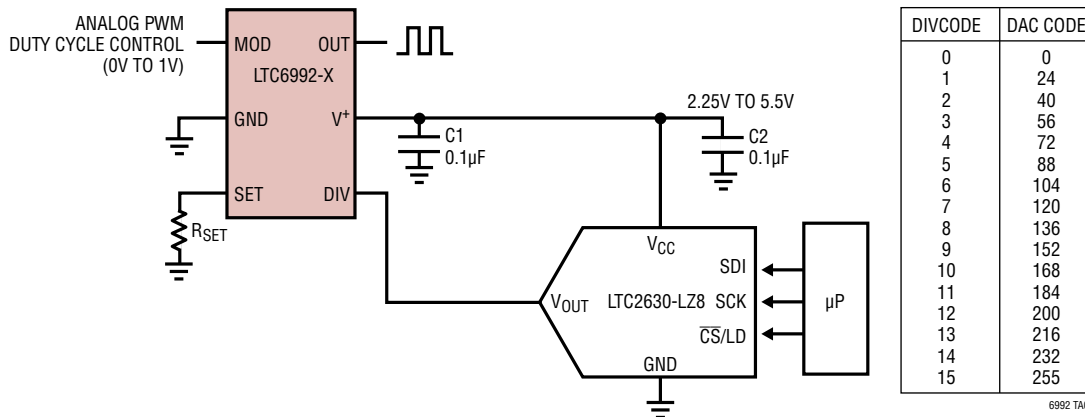 ANALOG PWM
DUTY CYCLE CONTROL
(0V TO 1V)
MOD
OUT
LTC6992-X
GND
V+
SET
DIV
RSET
C1
0.1µF
2.25V TO 5.5V
C2
0.1µF
VCC
SDI
VOUT
LTC2630-LZ8
SCK
CS/LD
GND
µP
DIVCODE DAC CODE
0 0
1 24
2 40
3 56
4 72
5 88
6 104
7 120
8 136
9 152
10 168
11 184
12 200
13 216
14 232
15 255